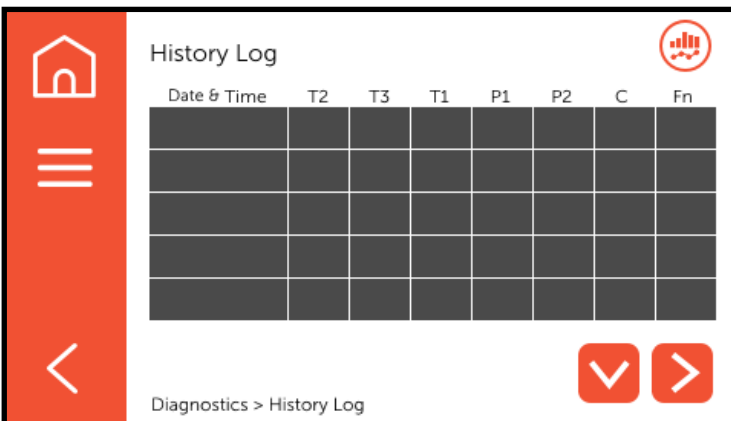 History Log
Date & Time T2 T3 T1 P1 P2 C Fn
Diagnostics > History Log